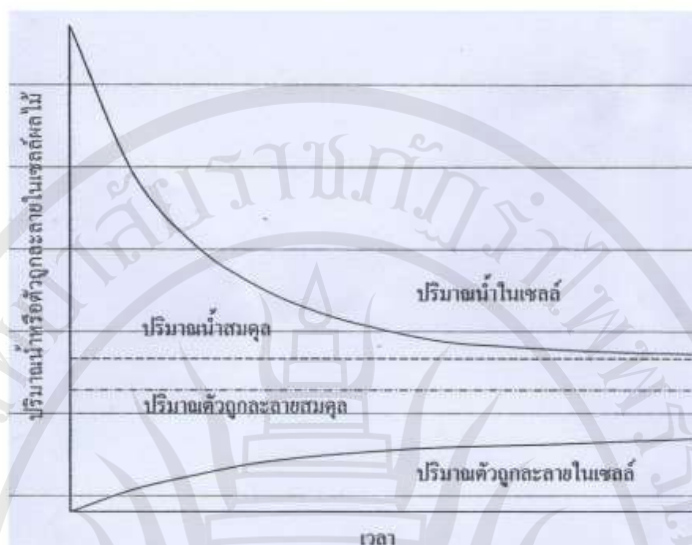 ปริมาณน้ำหรือตัวถูกละลายในเซลล์ผลไม้
ปริมาณน้ำในเซลล์
ปริมาณน้ำสมดุล
ปริมาณตัวถูกละลายสมดุล
ปริมาณตัวถูกละลายในเซลล์
เวลา